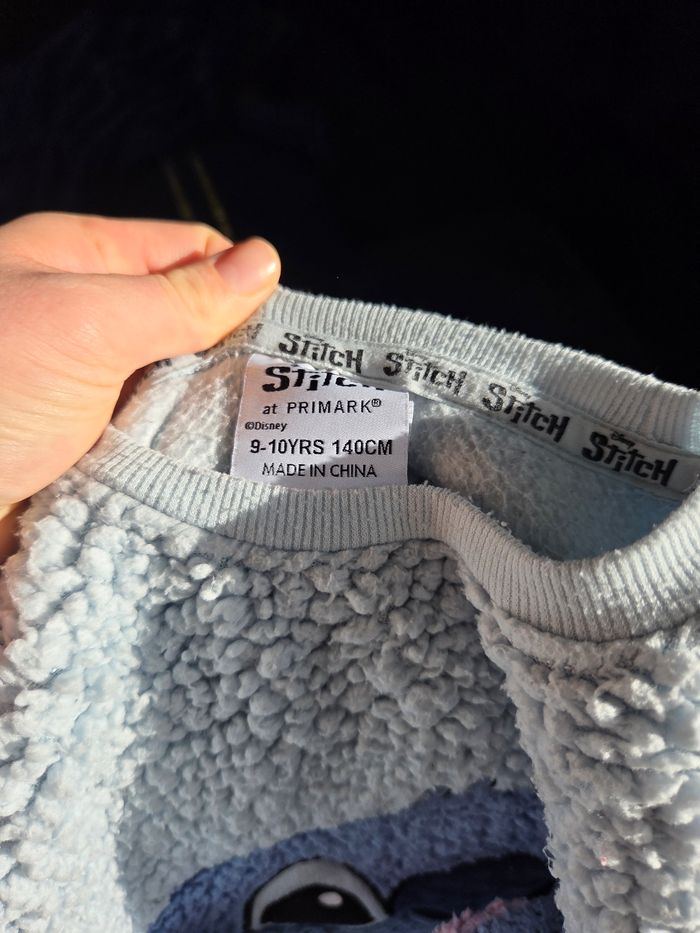 STITCH STITCH STITCH STITCH
STITCH
at PRIMARK®
©Disney
9-10YRS 140CM
MADE IN CHINA